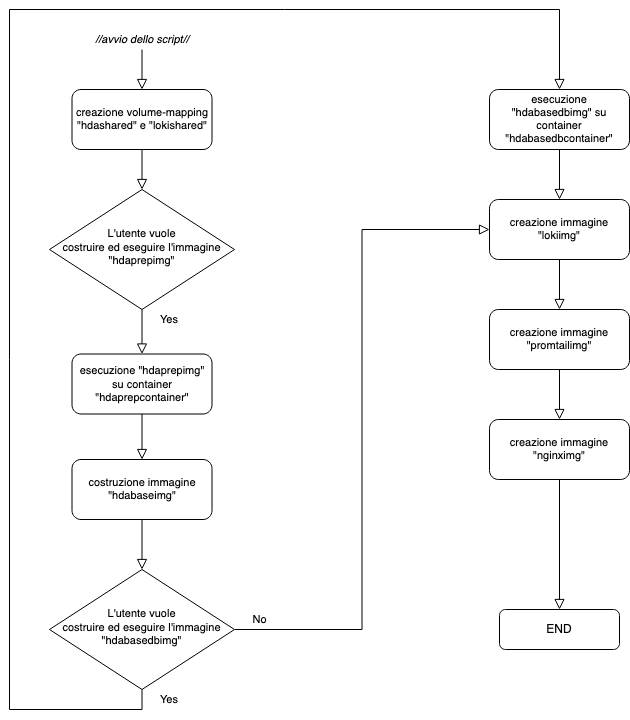 //avvio dello script//
creazione volume-mapping
"hdashared" e "lokishared"
L'utente vuole
costruire ed eseguire l'immagine
"hdaprepimg"
Yes
esecuzione "hdaprepimg"
su container
"hdaprepcontainer"
costruzione immagine
"hdabaseimg"
L'utente vuole
costruire ed eseguire l'immagine
"hdabasedbimg"
No
Yes
esecuzione
"hdabasedbimg" su
container
"hdabasedbcontainer"
creazione immagine
"lokiimg"
creazione immagine
"promtailimg"
creazione immagine
"nginximg"
END